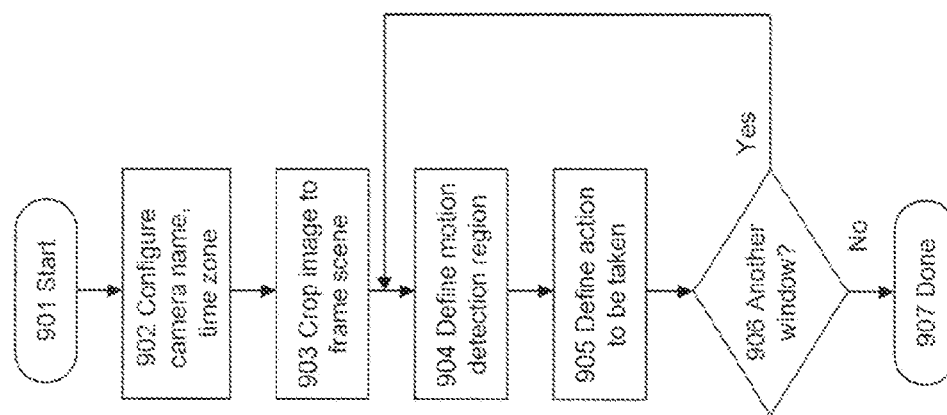 901 Start
902 Configure
camera name,
time zone
903 Crop image to
frame scene
904 Define motion
detection region
905 Define action
to be taken
906 Another
window?
Yes
No
907 Done